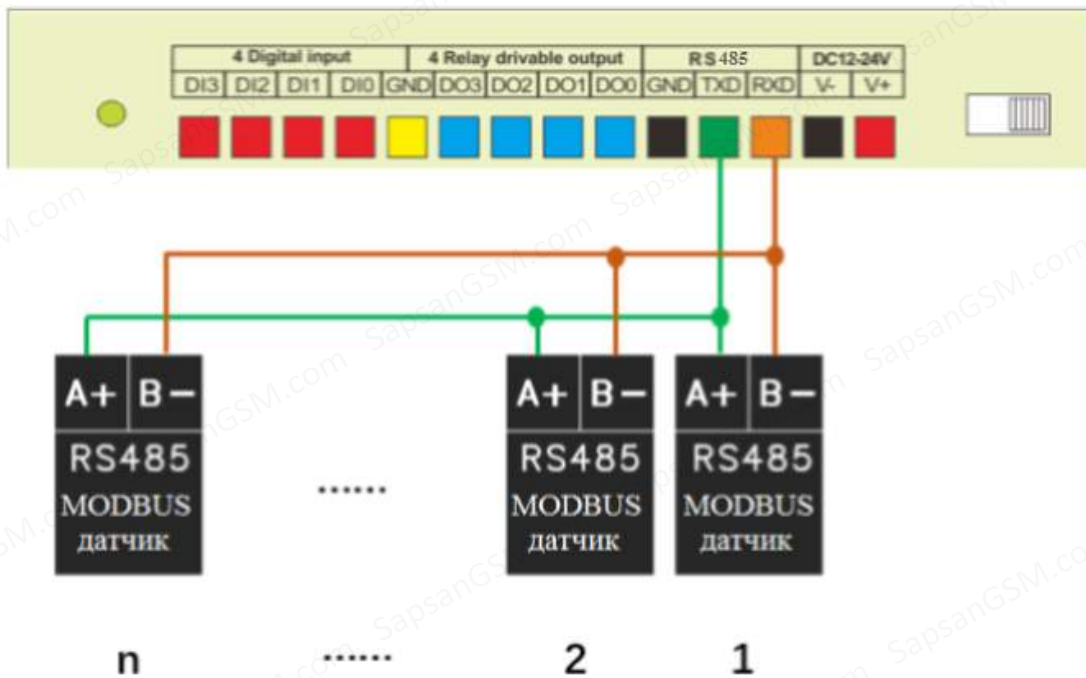 4 Digital input 4 Relay drivable output RS485 DC12-24V
DI3 DI2 DI1 DI0 GND DO3 DO2 DO1 DO0 GND TXD RXD V- V+
A+ B− A+ B− A+ B−
RS485 RS485 RS485
MODBUS MODBUS MODBUS
датчик ...... датчик датчик
n ...... 2 1
SapsanGSM.com